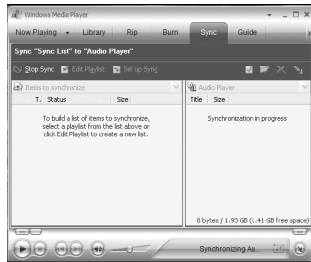 Windows Media Player
Now Playing Library Rip Burn Sync Guide
Sync "Sync List" to "Audio Player"
Stop Sync Edit Playlist Set up Sync
Items to synchronize Audio Player
T. Status Size Title Size
To build a list of items to synchronize,
select a playlist from the list above or
click Edit Playlist to create a new list.
Synchronization in progress
0 bytes / 1.93 GB (1.41 GB free space)
Synchronizing Au...